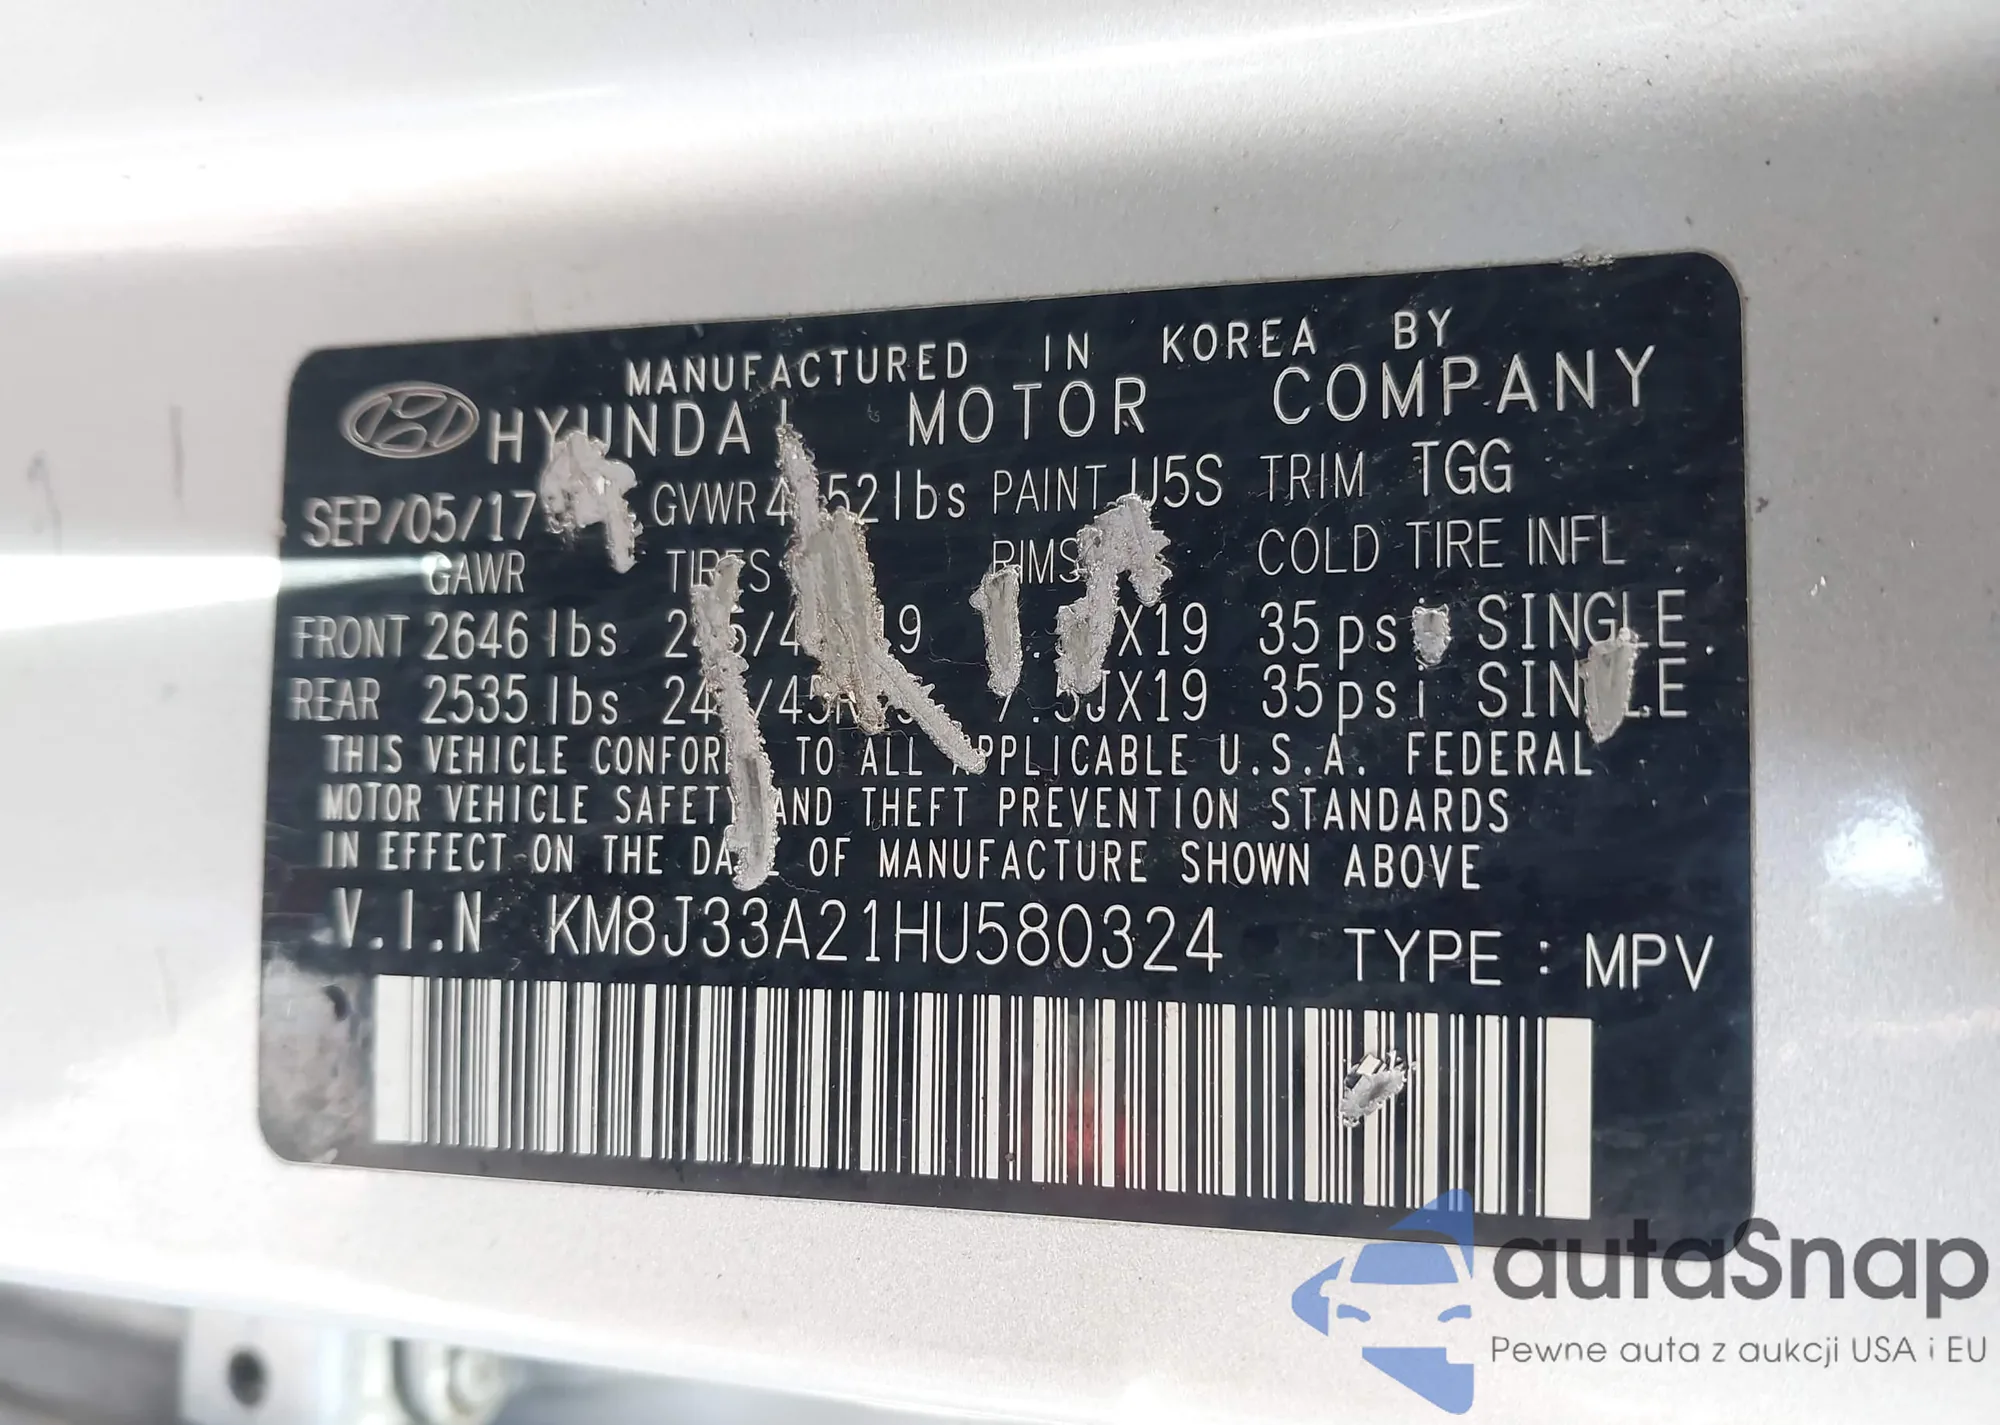 MANUFACTURED IN KOREA BY
HYUNDAI MOTOR COMPANY
SEP/05/17 GVWR lbs PAINT U5S TRIM TGG
GAWR TIRES RIMS COLD TIRE INFL
FRONT 2646 lbs 35psi SINGLE
REAR 2535 lbs 7.5JX19 35psi SINGLE
THIS VEHICLE TO ALL APPLICABLE U.S.A. FEDERAL
MOTOR VEHICLE SAFETY AND THEFT PREVENTION STANDARDS
IN EFFECT ON THE DATE OF MANUFACTURE SHOWN ABOVE
V.I.N KM8J33A21HU580324 TYPE : MPV
autaSnap
Pewne auta z aukcji USA i EU